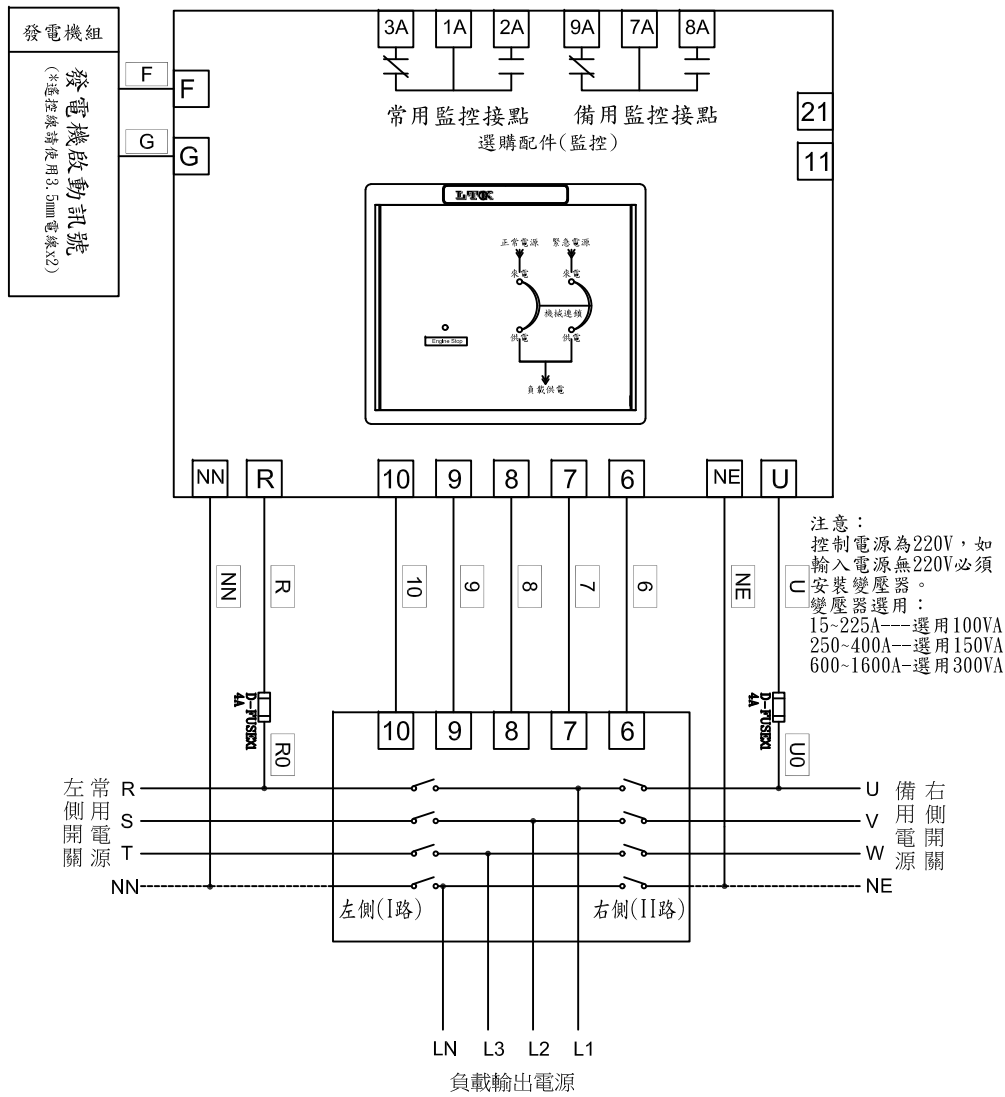 發電機組
發電機啟動訊號
(*遙控線請使用3.5mm電線x2)
F
G
F
G
3A 1A 2A 9A 7A 8A
常用監控接點 備用監控接點
選購配件(監控)
21
11
正常電源 緊急電源
來電 來電
機械連鎖
供電 供電
負載供電
Engine Stop
NN R 10 9 8 7 6 NE U
注意：
控制電源為220V，如
輸入電源無220V必須
安裝變壓器。
變壓器選用：
15~225A---選用100VA
250~400A--選用150VA
600~1600A-選用300VA
NN R 10 9 8 7 6 NE U
D-FUSEX1
4A
D-FUSEX1
4A
R0
U0
10 9 8 7 6
常用電源
左側開關
R
S
T
NN
U
V
W
NE
備用電源
右側開關
左側(I路) 右側(II路)
LN L3 L2 L1
負載輸出電源